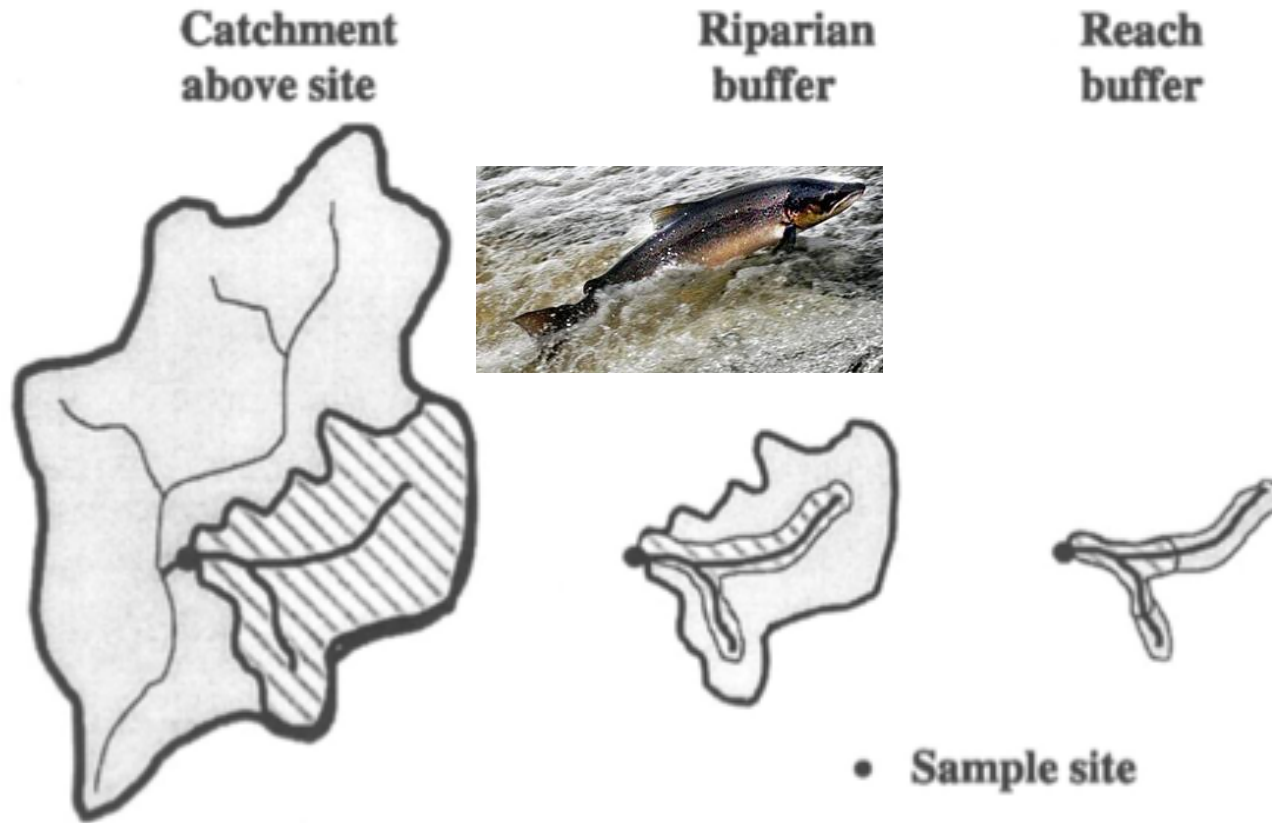 Catchment
above site
Riparian
buffer
Reach
buffer
Sample site